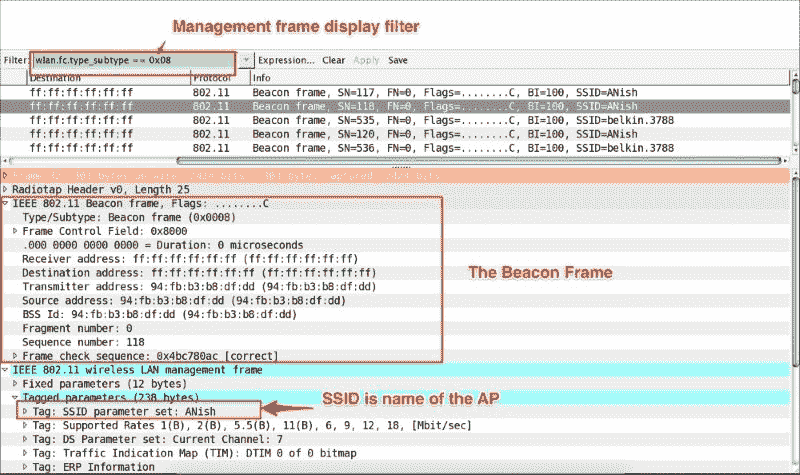 Management frame display filter
Filter: wlan.fc.type_subtype == 0x08 Expression... Clear Apply Save
Destination Protocol Info
ff:ff:ff:ff:ff:ff 802.11 Beacon frame, SN=117, FN=0, Flags=........C, BI=100, SSID=ANish
ff:ff:ff:ff:ff:ff 802.11 Beacon frame, SN=118, FN=0, Flags=........C, BI=100, SSID=ANish
ff:ff:ff:ff:ff:ff 802.11 Beacon frame, SN=535, FN=0, Flags=........C, BI=100, SSID=belkin.3788
ff:ff:ff:ff:ff:ff 802.11 Beacon frame, SN=120, FN=0, Flags=........C, BI=100, SSID=ANish
ff:ff:ff:ff:ff:ff 802.11 Beacon frame, SN=536, FN=0, Flags=........C, BI=100, SSID=belkin.3788
Radiotap Header v0, Length 25
IEEE 802.11 Beacon frame, Flags: ........C
Type/Subtype: Beacon frame (0x0008)
Frame Control Field: 0x8000
.000 0000 0000 0000 = Duration: 0 microseconds
Receiver address: ff:ff:ff:ff:ff:ff (ff:ff:ff:ff:ff:ff)
Destination address: ff:ff:ff:ff:ff:ff (ff:ff:ff:ff:ff:ff)
The Beacon Frame
Transmitter address: 94:fb:b3:b8:df:dd (94:fb:b3:b8:df:dd)
Source address: 94:fb:b3:b8:df:dd (94:fb:b3:b8:df:dd)
BSS Id: 94:fb:b3:b8:df:dd (94:fb:b3:b8:df:dd)
Fragment number: 0
Sequence number: 118
Frame check sequence: 0x4bc780ac [correct]
IEEE 802.11 wireless LAN management frame
Fixed parameters (12 bytes)
Tagged parameters (238 bytes)
SSID is name of the AP
Tag: SSID parameter set: ANish
Tag: Supported Rates 1(B), 2(B), 5.5(B), 11(B), 6, 9, 12, 18, [Mbit/sec]
Tag: DS Parameter set: Current Channel: 7
Tag: Traffic Indication Map (TIM): DTIM 0 of 0 bitmap
Tag: ERP Information